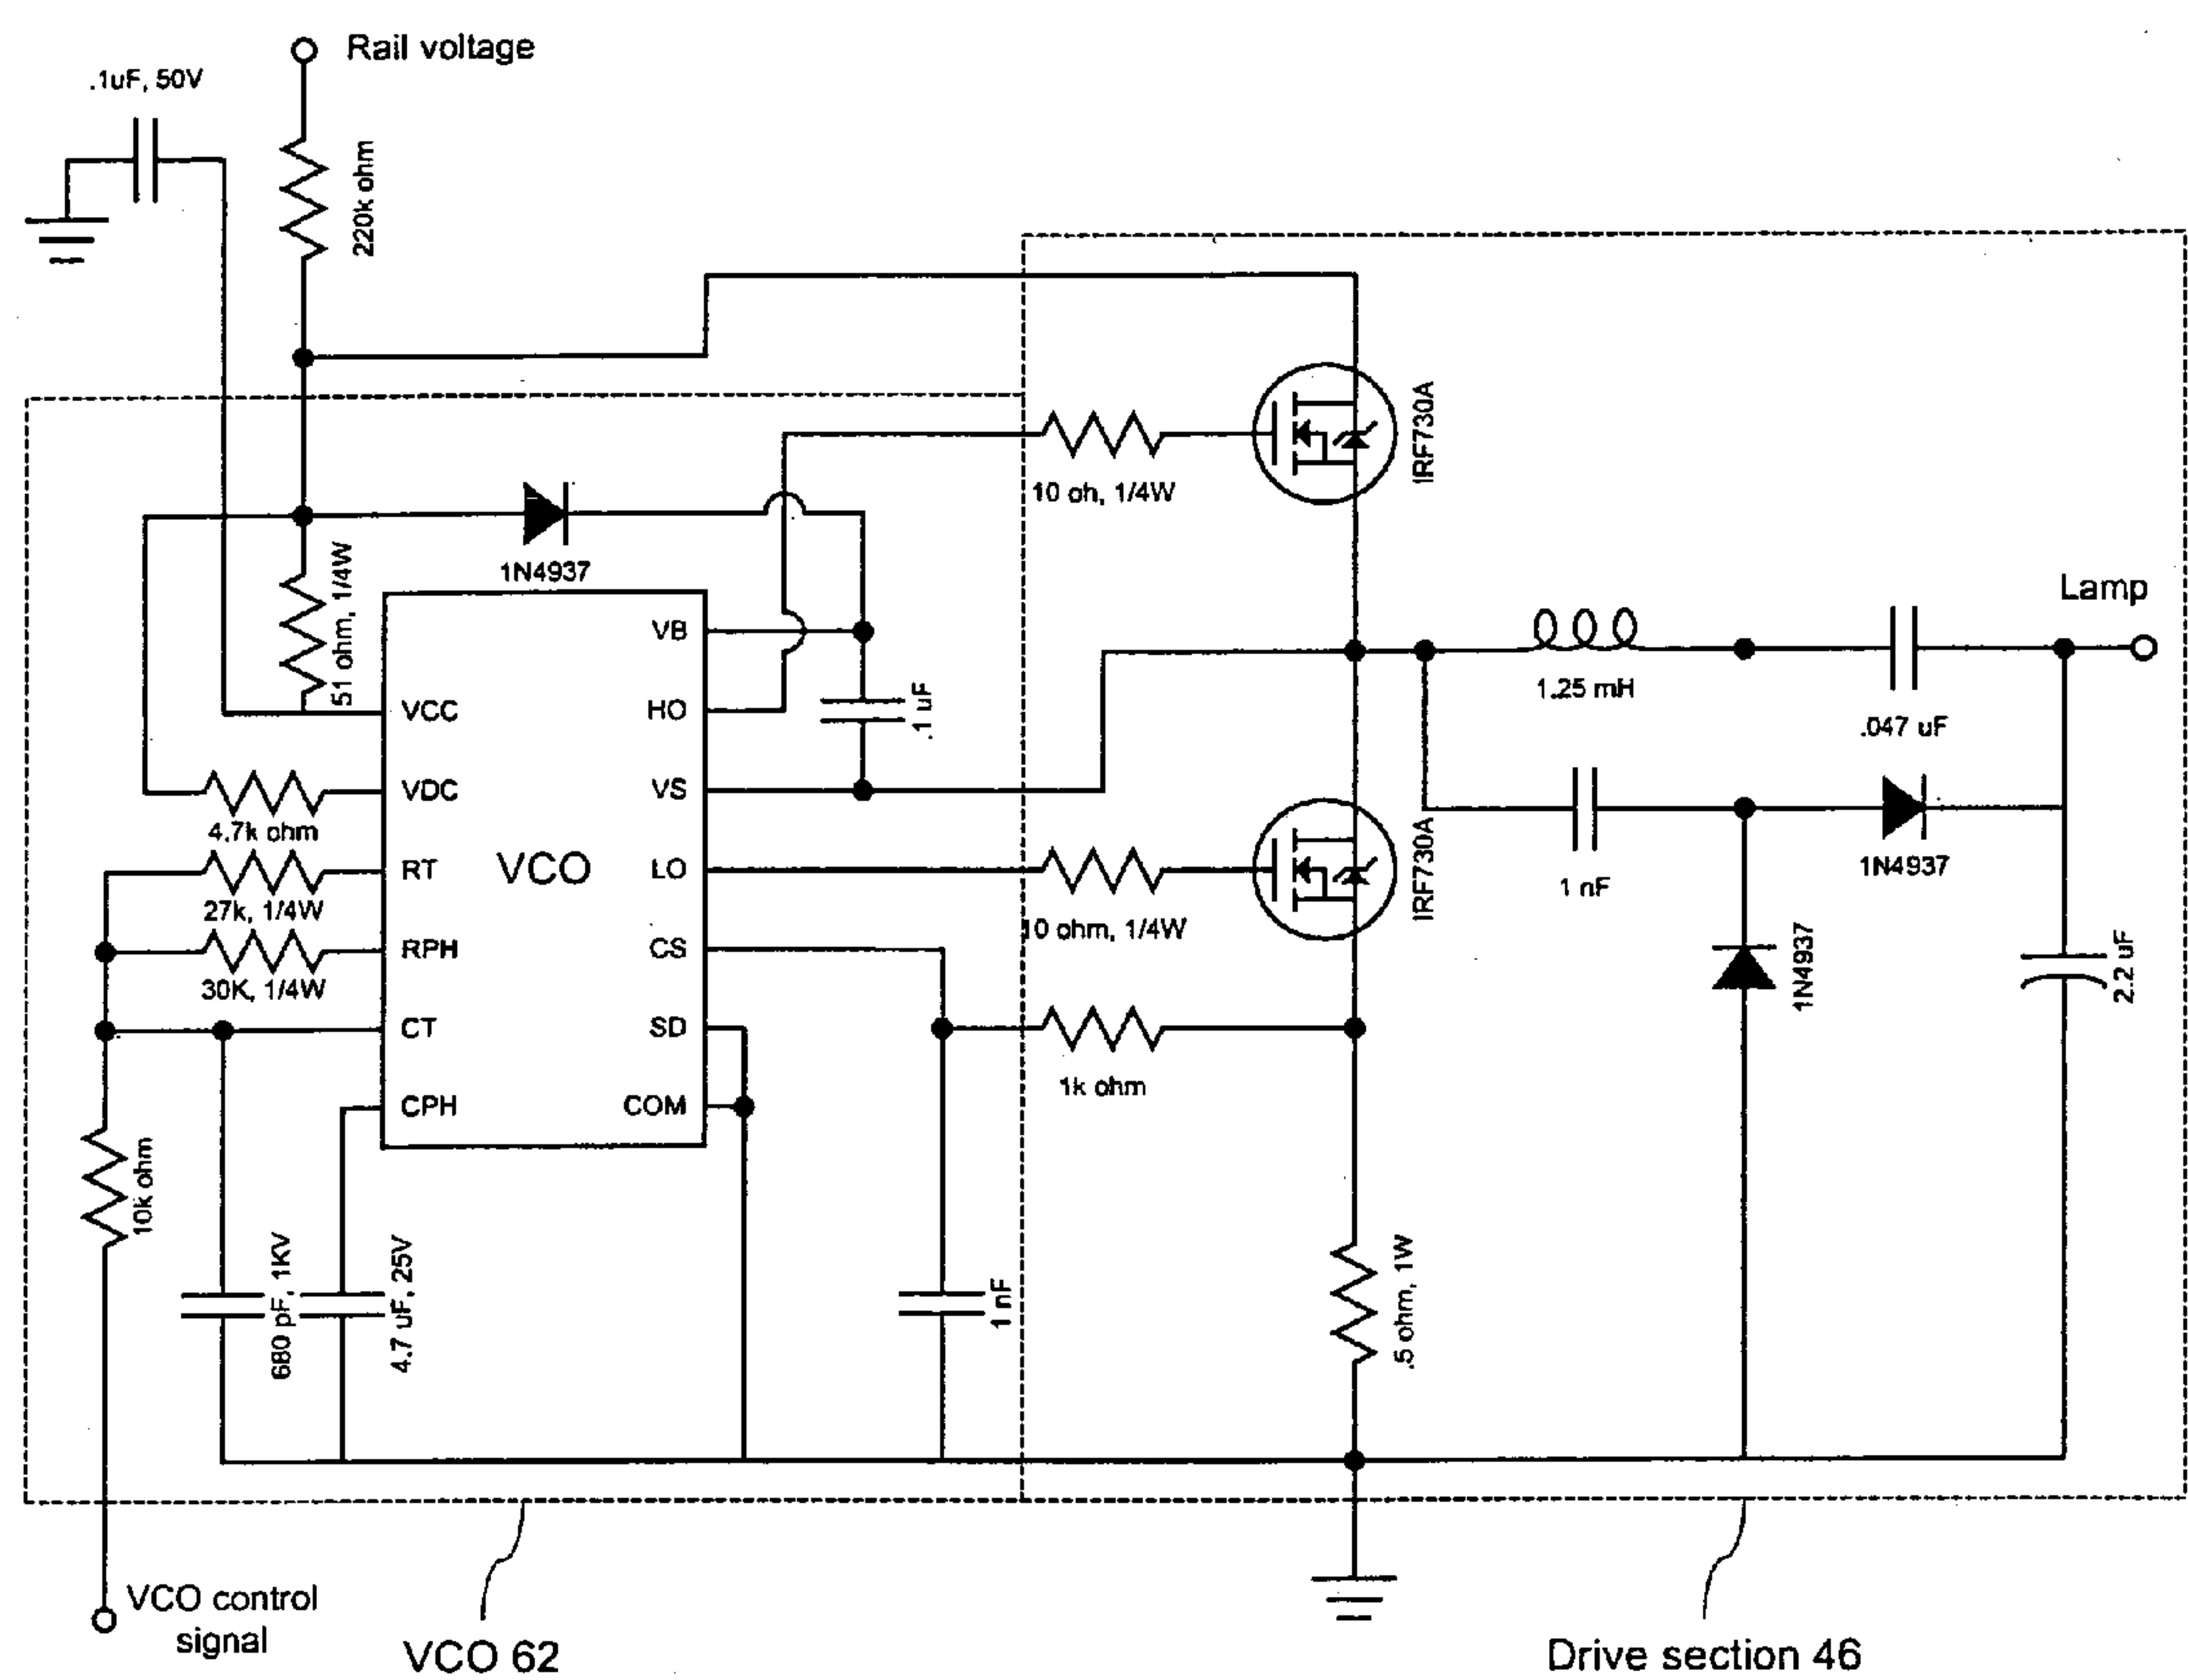 Rail voltage
.1uF, 50V
220k ohm
10 oh, 1/4W
IRF730A
1N4937
51 ohm, 1/4W
Lamp
VB
1.25 mH
VCC
HO
.1 uF
.047 uF
VDC
VS
4.7k ohm
IRF730A
RT
VCO
LO
1 nF
1N4937
27k, 1/4W
10 ohm, 1/4W
RPH
CS
30K, 1/4W
1N4937
2.2 uF
CT
SD
1k ohm
CPH
COM
10k ohm
680 pF, 1KV
4.7 uF, 25V
1 nF
.5 ohm, 1W
VCO control
signal
VCO 62
Drive section 46